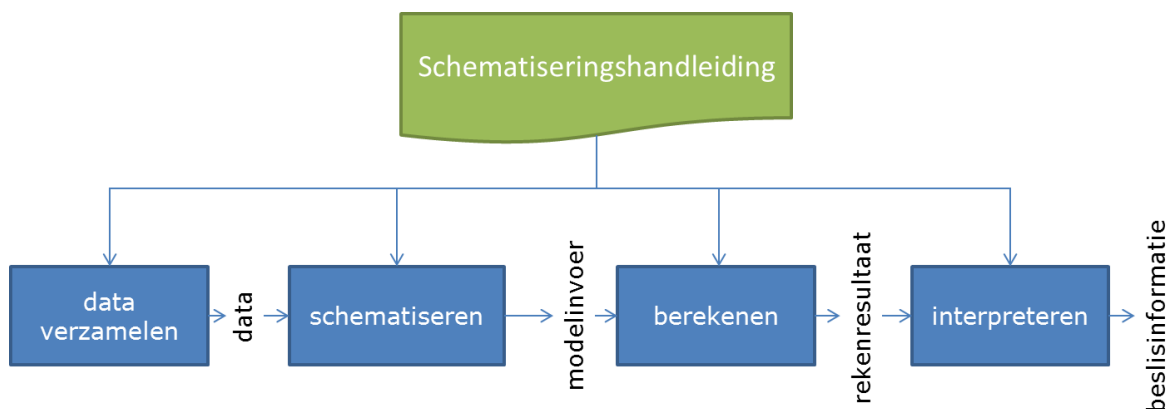 Schematiseringshandleiding
data
verzamelen
data
schematiseren
modelinvoer
berekenen
rekenresultaat
interpreteren
beslisinformatie